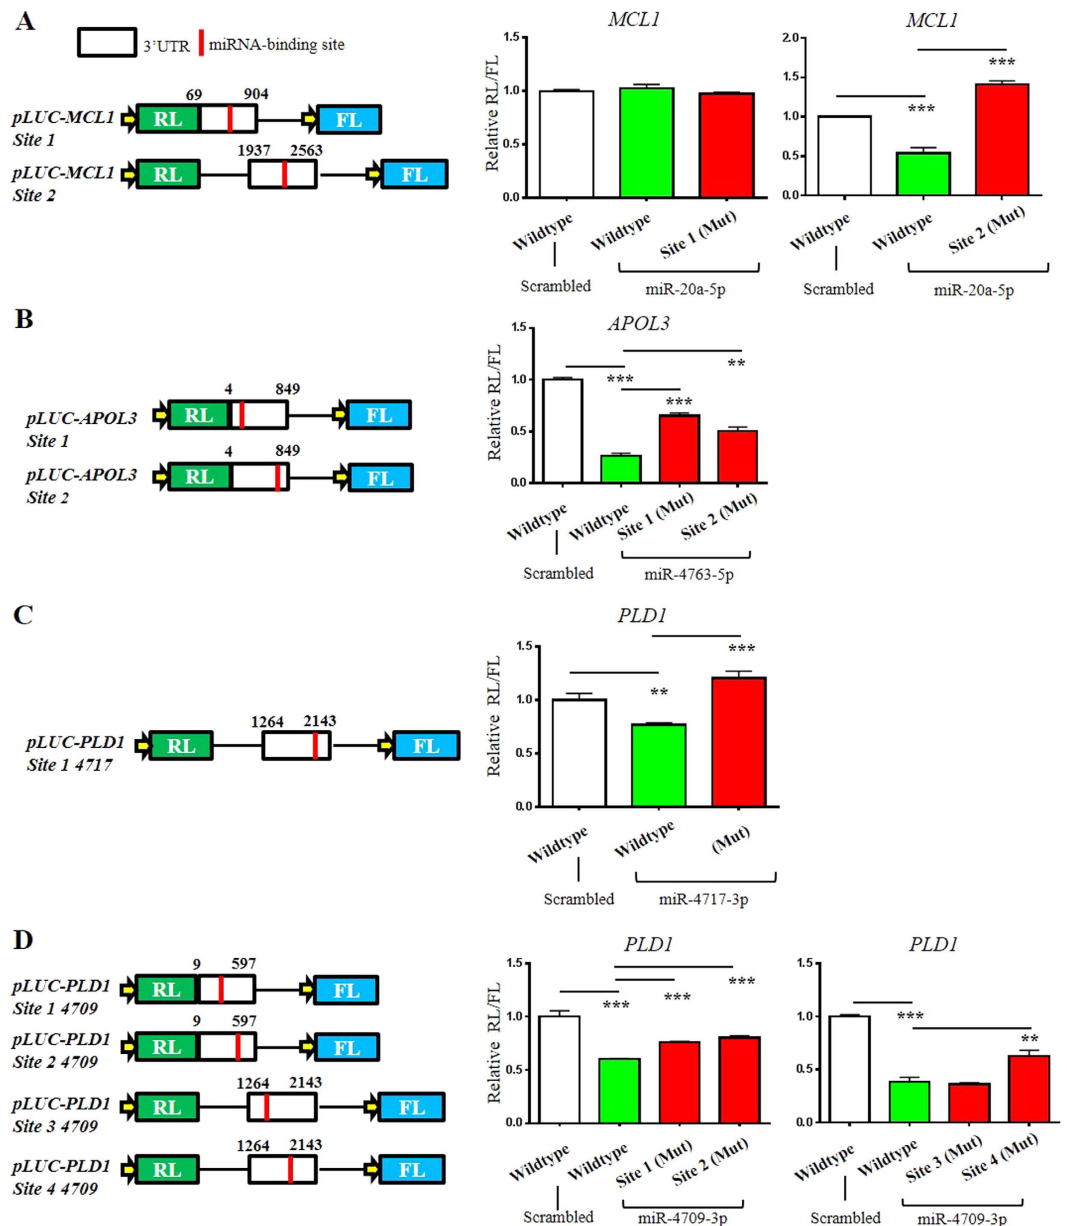 A
3'UTR
miRNA-binding site
69 904
pLUC-MCL1
Site 1
RL
FL
1937 2563
pLUC-MCL1
Site 2
RL
FL
MCL1
Relative RL/FL
1.5
1.0
0.5
0.0
Wildtype
Wildtype
Site 1 (Mut)
Scrambled
miR-20a-5p
MCL1
2.0
1.5
1.0
0.5
0.0
***
***
Wildtype
Wildtype
Site 2 (Mut)
Scrambled
miR-20a-5p
B
4 849
pLUC-APOL3
Site 1
RL
FL
4 849
pLUC-APOL3
Site 2
RL
FL
APOL3
Relative RL/FL
1.5
1.0
0.5
0.0
***
***
**
Wildtype
Wildtype
Site 1 (Mut)
Site 2 (Mut)
Scrambled
miR-4763-5p
C
1264 2143
pLUC-PLD1
Site 1 4717
RL
FL
PLD1
Relative RL/FL
1.5
1.0
0.5
0.0
**
***
Wildtype
Wildtype
(Mut)
Scrambled
miR-4717-3p
D
9 597
pLUC-PLD1
Site 1 4709
RL
FL
9 597
pLUC-PLD1
Site 2 4709
RL
FL
1264 2143
pLUC-PLD1
Site 3 4709
RL
FL
1264 2143
pLUC-PLD1
Site 4 4709
RL
FL
PLD1
Relative RL/FL
1.5
1.0
0.5
0.0
***
***
***
Wildtype
Wildtype
Site 1 (Mut)
Site 2 (Mut)
Scrambled
miR-4709-3p
PLD1
1.5
1.0
0.5
0.0
***
**
Wildtype
Wildtype
Site 3 (Mut)
Site 4 (Mut)
Scrambled
miR-4709-3p